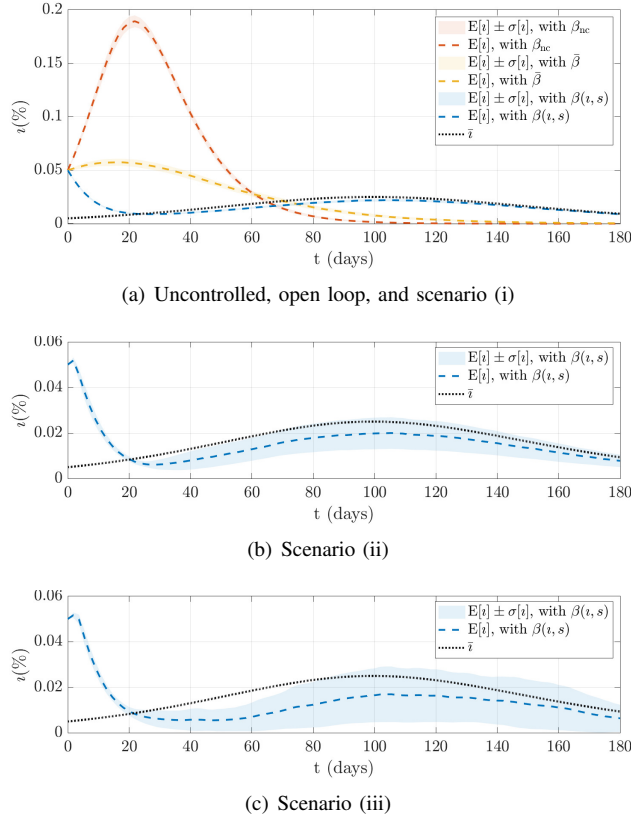 0.2
0.15
0.1
0.05
0
ı(%)
E[ı] ± σ[ı], with βnc
E[ı], with βnc
E[ı] ± σ[ı], with β̄
E[ı], with β̄
E[ı] ± σ[ı], with β(ı, s)
E[ı], with β(ı, s)
ῑ
0 20 40 60 80 100 120 140 160 180
t (days)
(a) Uncontrolled, open loop, and scenario (i)
0.06
0.04
0.02
0
ı(%)
E[ı] ± σ[ı], with β(ı, s)
E[ı], with β(ı, s)
ῑ
0 20 40 60 80 100 120 140 160 180
t (days)
(b) Scenario (ii)
0.06
0.04
0.02
0
ı(%)
E[ı] ± σ[ı], with β(ı, s)
E[ı], with β(ı, s)
ῑ
0 20 40 60 80 100 120 140 160 180
t (days)
(c) Scenario (iii)